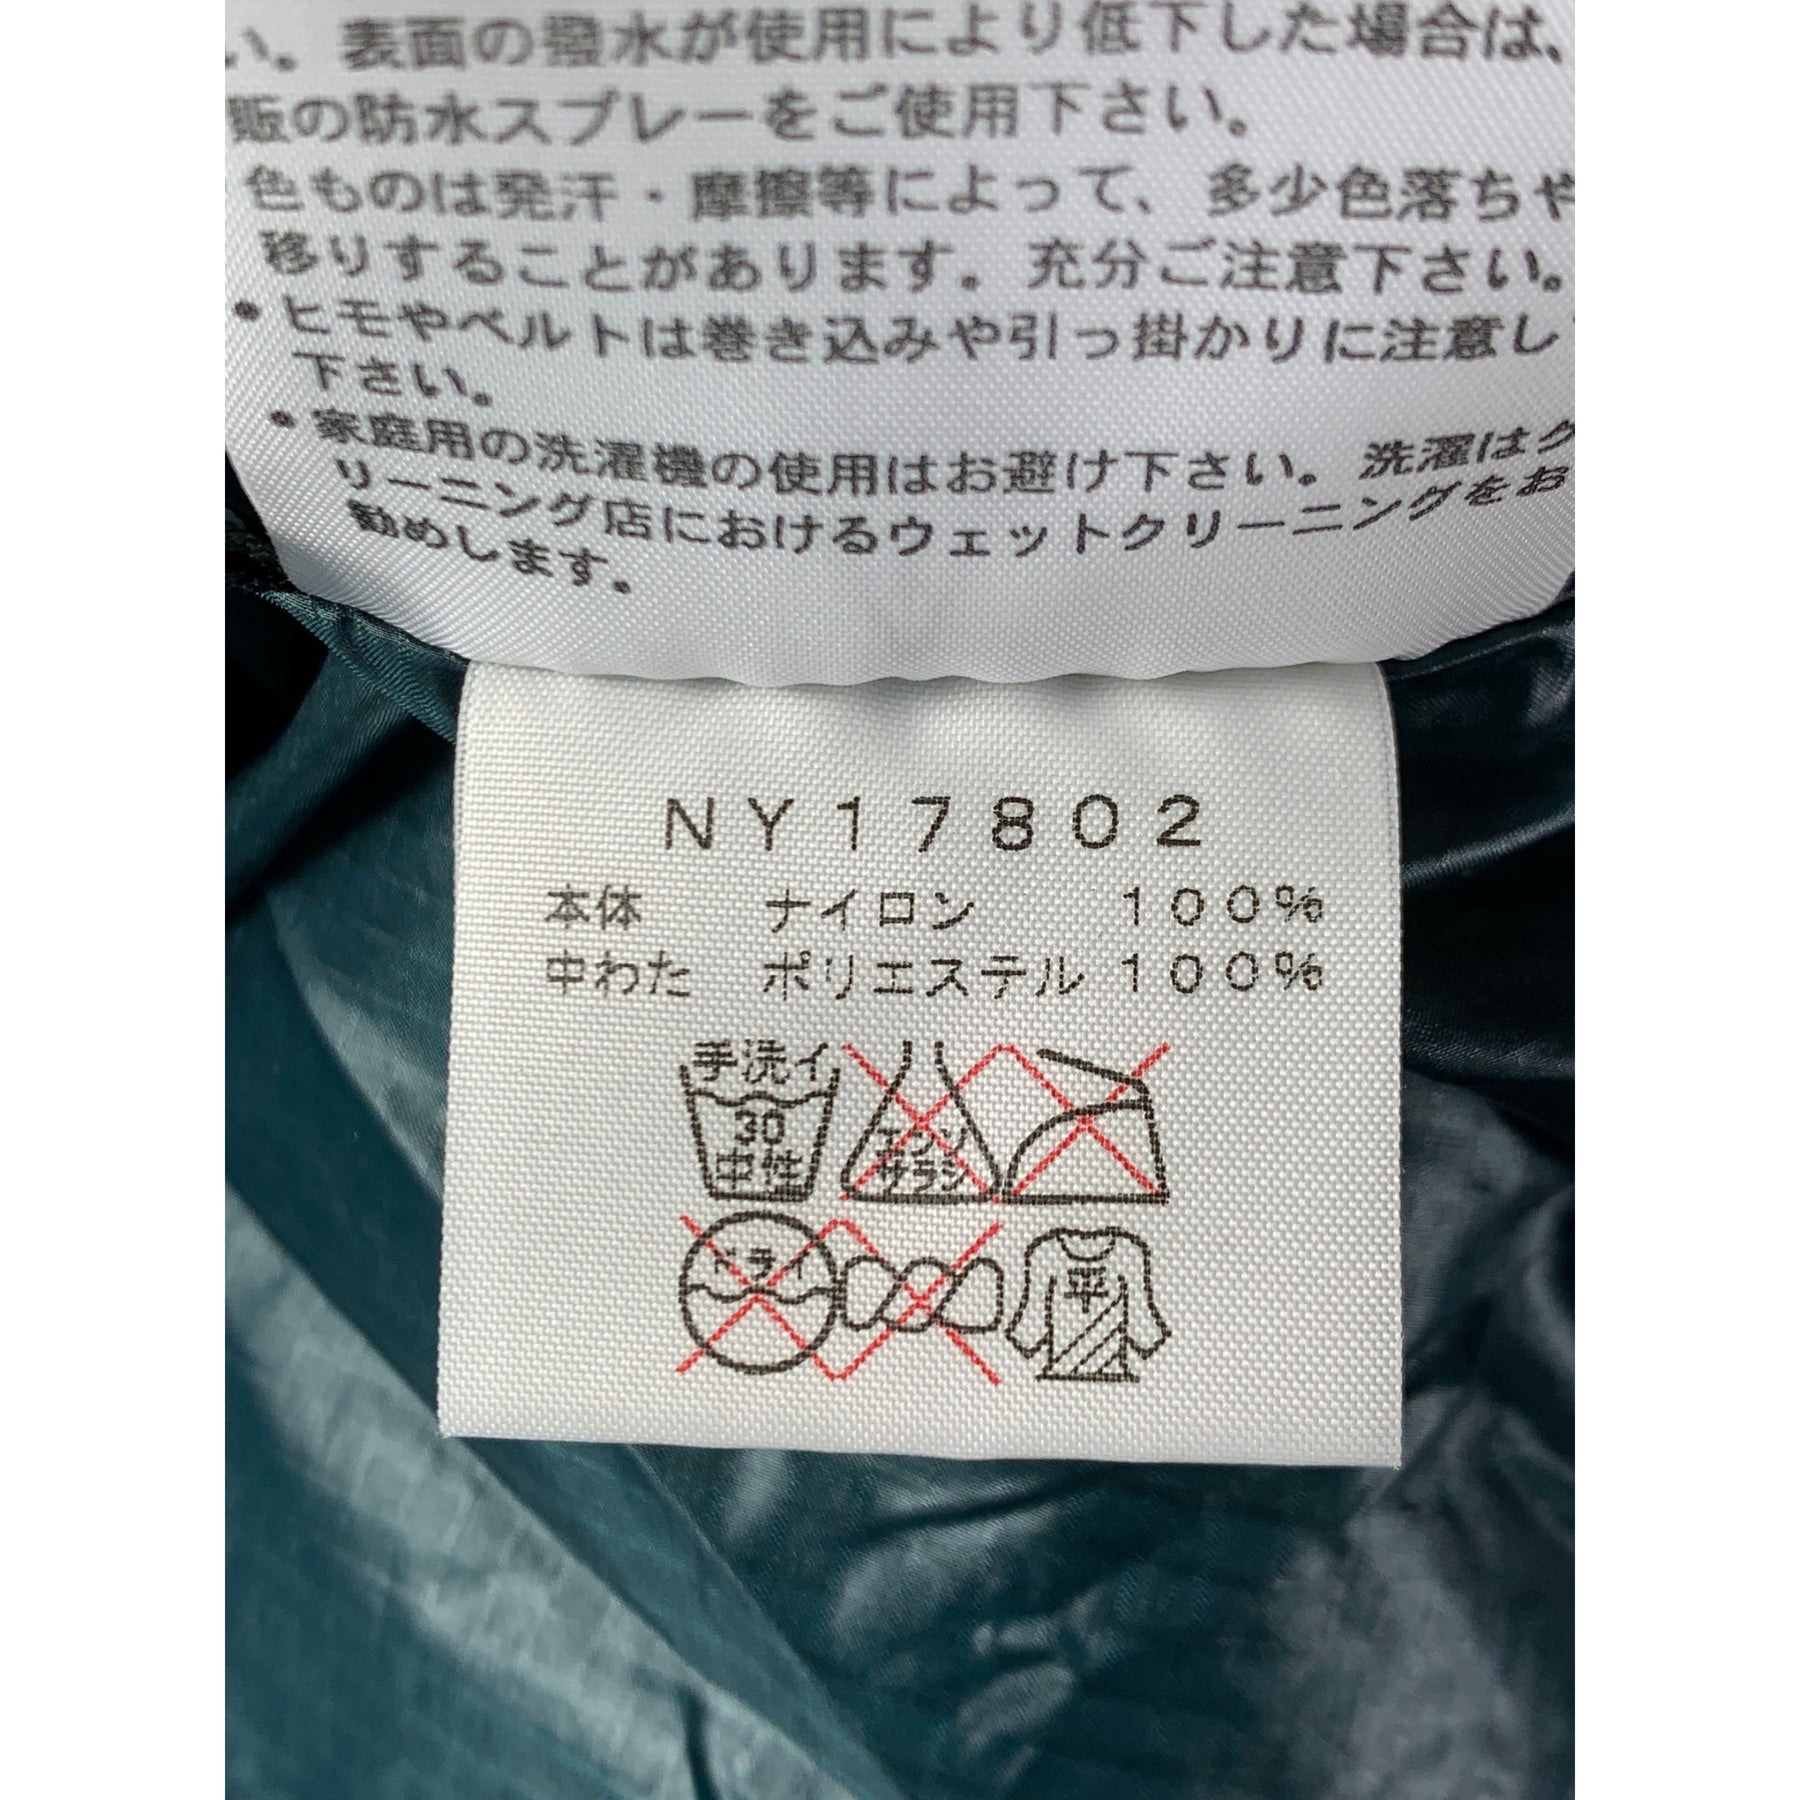 い。表面の撥水が使用により低下した場合は、
販の防水スプレーをご使用下さい。
色ものは発汗・摩擦等によって、多少色落ちや
移りすることがあります。充分ご注意下さい。
•ヒモやベルトは巻き込みや引っ掛かりに注意し
下さい。
•家庭用の洗濯機の使用はお避け下さい。洗濯はク
リーニング店におけるウェットクリーニングをお
勧めします。
NY17802
本体 ナイロン 100%
中わた ポリエステル 100%
手洗イ
30
中性
エンソ
サラシ
ドライ
平